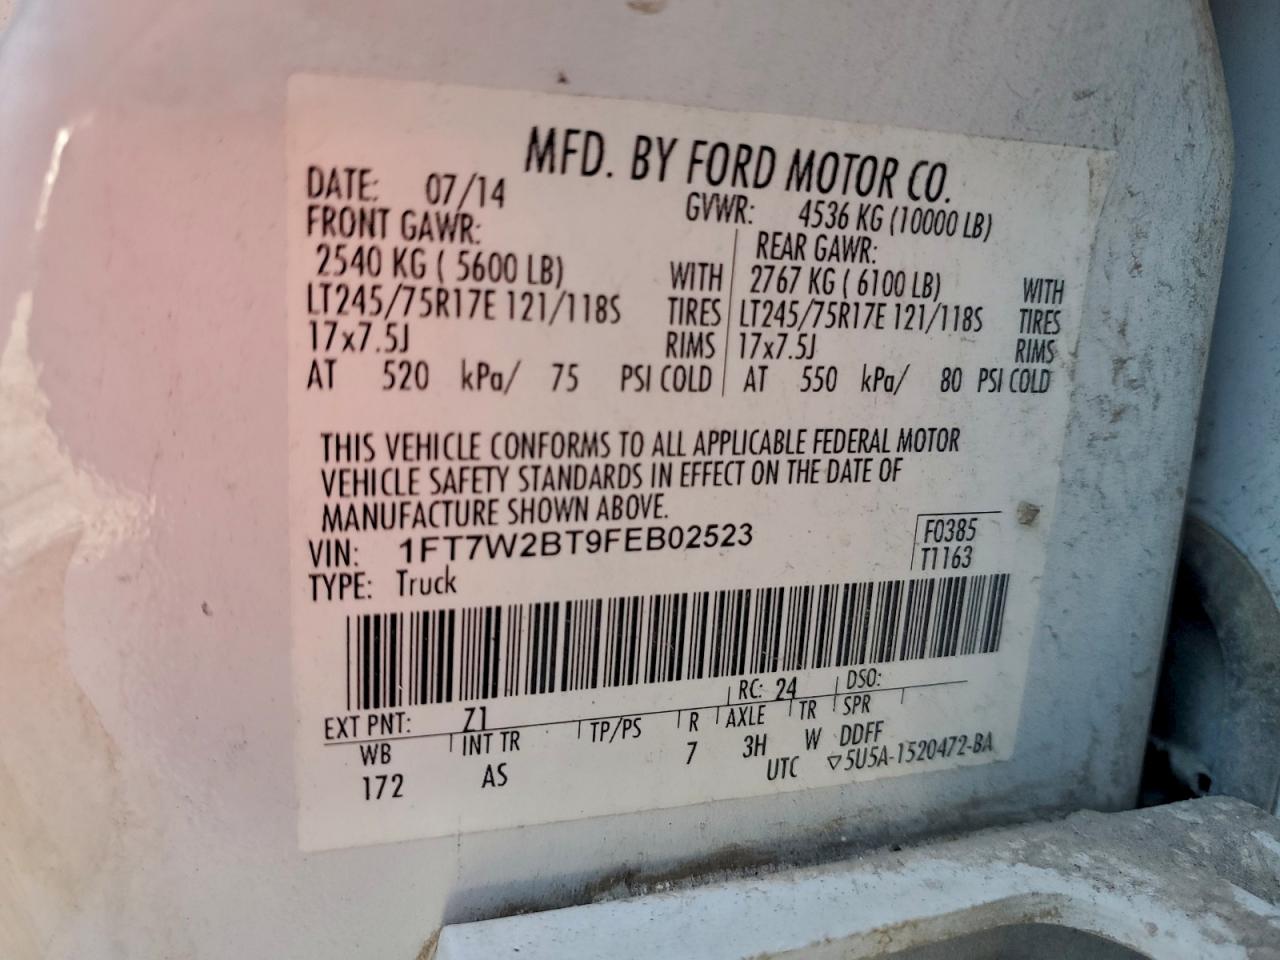 MFD. BY FORD MOTOR CO.
DATE: 07/14 GVWR: 4536 KG (10000 LB)
FRONT GAWR: REAR GAWR:
2540 KG ( 5600 LB) WITH 2767 KG ( 6100 LB) WITH
LT245/75R17E 121/118S TIRES LT245/75R17E 121/118S TIRES
17x7.5J RIMS 17x7.5J RIMS
AT 520 kPa/ 75 PSI COLD AT 550 kPa/ 80 PSI COLD
THIS VEHICLE CONFORMS TO ALL APPLICABLE FEDERAL MOTOR
VEHICLE SAFETY STANDARDS IN EFFECT ON THE DATE OF
MANUFACTURE SHOWN ABOVE.
VIN: 1FT7W2BT9FEB02523 F0385
TYPE: Truck T1163
EXT PNT: Z1 RC: 24 DSO:
WB INT TR TP/PS R AXLE TR SPR
172 AS 7 3H W DDFF
UTC ▽5U5A-1520472-BA